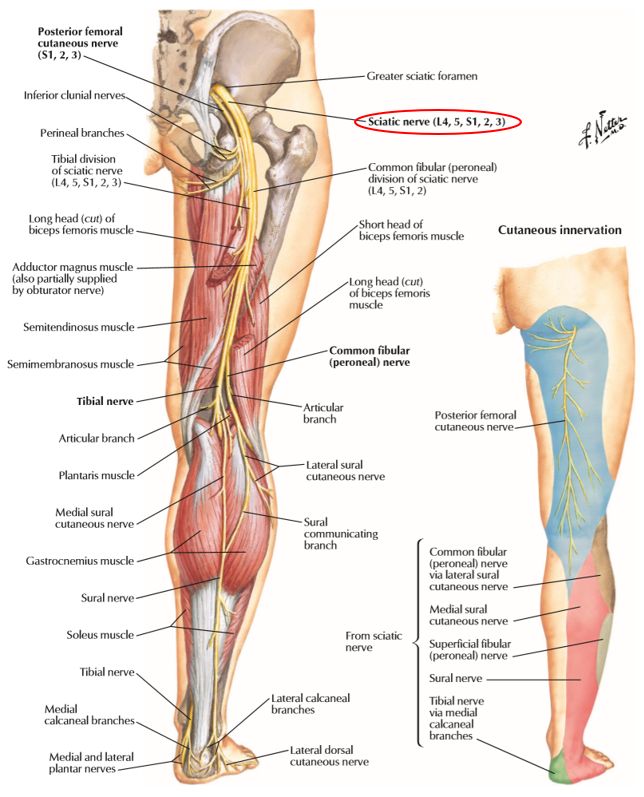 Posterior femoral
cutaneous nerve
(S1, 2, 3)
Inferior clunial nerves
Perineal branches
Tibial division
of sciatic nerve
(L4, 5, S1, 2, 3)
Long head (cut) of
biceps femoris muscle
Adductor magnus muscle
(also partially supplied
by obturator nerve)
Semitendinosus muscle
Semimembranosus muscle
Tibial nerve
Articular branch
Plantaris muscle
Medial sural
cutaneous nerve
Gastrocnemius muscle
Sural nerve
Soleus muscle
Tibial nerve
Medial
calcaneal branches
Medial and lateral
plantar nerves
Greater sciatic foramen
Sciatic nerve (L4, 5, S1, 2, 3)
Common fibular (peroneal)
division of sciatic nerve
(L4, 5, S1, 2)
Short head of
biceps femoris muscle
Long head (cut)
of biceps femoris
muscle
Common fibular
(peroneal) nerve
Articular
branch
Lateral sural
cutaneous nerve
Sural
communicating
branch
Lateral calcaneal
branches
Lateral dorsal
cutaneous nerve
F. Netter
M.D.
Cutaneous innervation
Posterior femoral
cutaneous nerve
From sciatic
nerve
Common fibular
(peroneal) nerve
via lateral sural
cutaneous nerve
Medial sural
cutaneous nerve
Superficial fibular
(peroneal) nerve
Sural nerve
Tibial nerve
via medial
calcaneal
branches